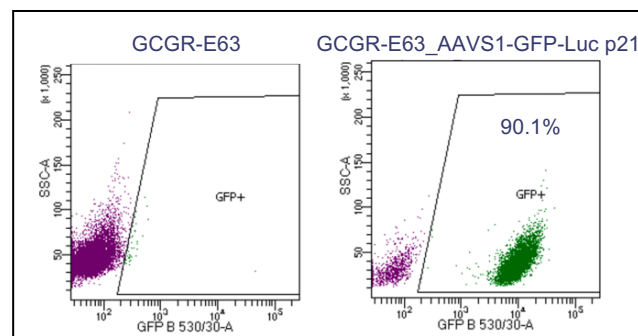 GCGR-E63
GCGR-E63_AAVS1-GFP-Luc p21
(x 1,000)
250
200
150
100
50
SSC-A
GFP+
10²
10³
10⁴
10⁵
GFP B 530/30-A
(x 1,000)
250
200
150
100
50
SSC-A
90.1%
GFP+
10²
10³
10⁴
10⁵
GFP B 530/30-A